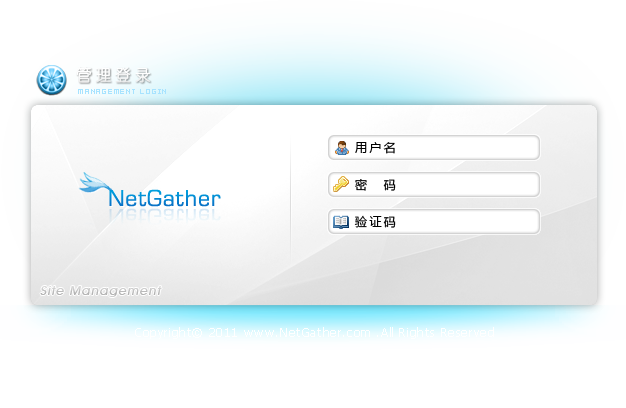 管理登录
MANAGEMENT LOGIN
用户名
密 码
NetGather
验证码
Site Management
Copyright© 2011 www.NetGather.com. All Rights Reserved